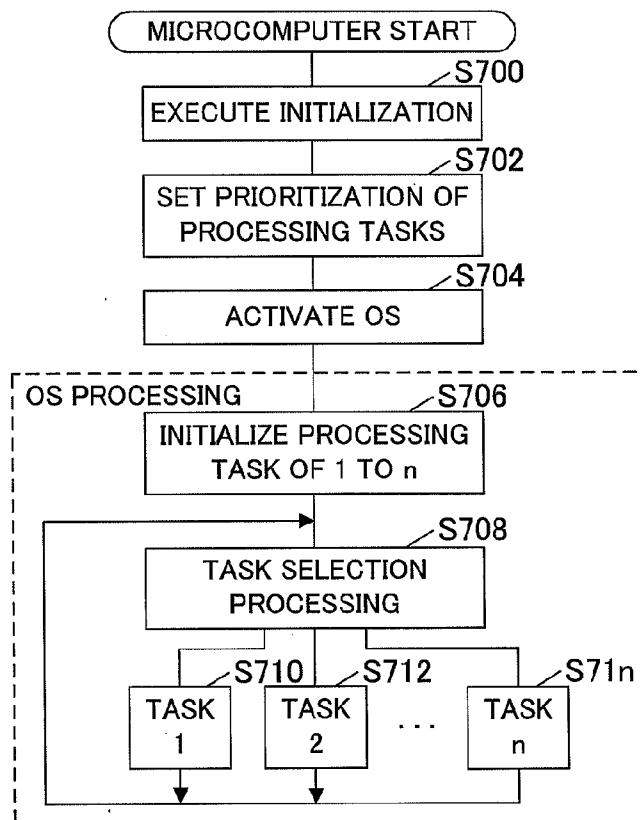 MICROCOMPUTER START
S700
EXECUTE INITIALIZATION
S702
SET PRIORITIZATION OF
PROCESSING TASKS
S704
ACTIVATE OS
OS PROCESSING
S706
INITIALIZE PROCESSING
TASK OF 1 TO n
S708
TASK SELECTION
PROCESSING
S710
S712
S71n
TASK
1
TASK
2
...
TASK
n